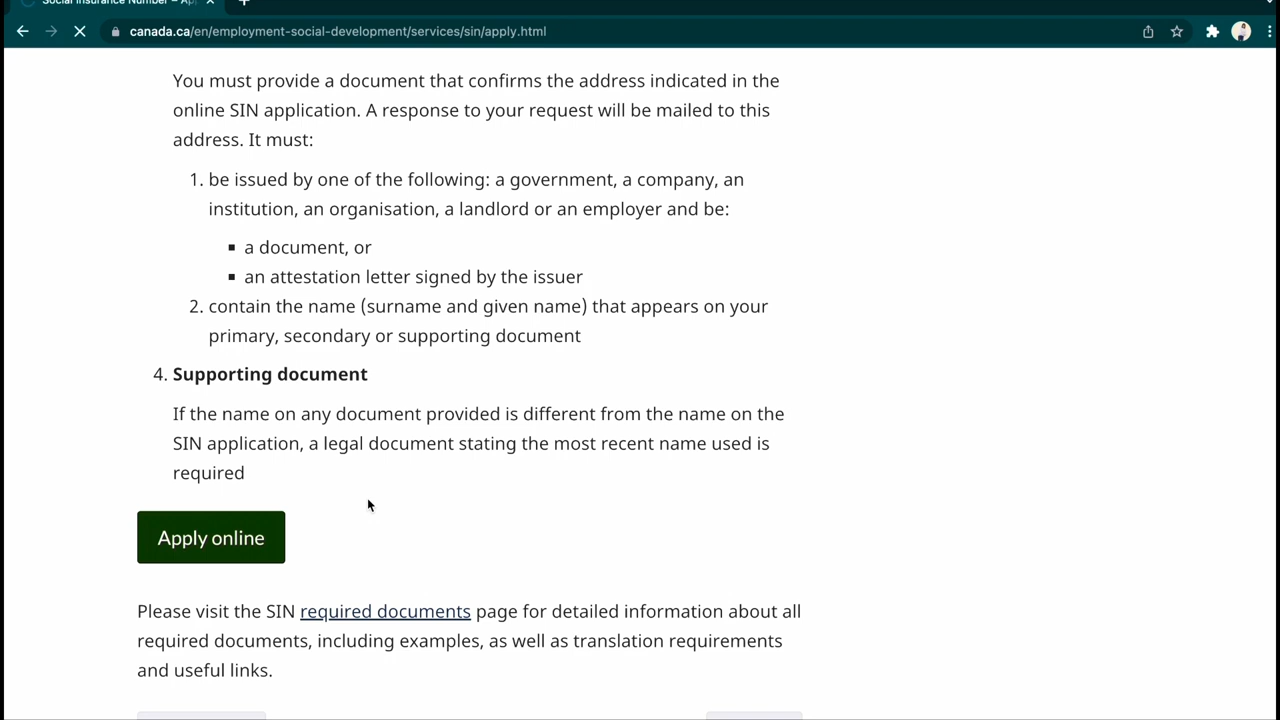 Social Insurance Number – Ap
canada.ca/en/employment-social-development/services/sin/apply.html
You must provide a document that confirms the address indicated in the
online SIN application. A response to your request will be mailed to this
address. It must:
1. be issued by one of the following: a government, a company, an
institution, an organisation, a landlord or an employer and be:
▪ a document, or
▪ an attestation letter signed by the issuer
2. contain the name (surname and given name) that appears on your
primary, secondary or supporting document
4. Supporting document
If the name on any document provided is different from the name on the
SIN application, a legal document stating the most recent name used is
required
Apply online
Please visit the SIN required documents page for detailed information about all
required documents, including examples, as well as translation requirements
and useful links.